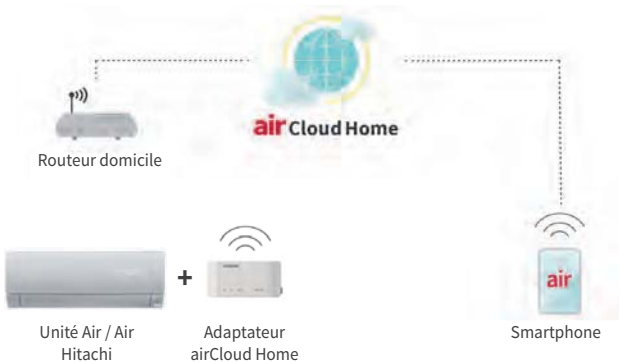 air Cloud Home
Routeur domicile
+
Unité Air / Air
Hitachi
Adaptateur
airCloud Home
air
Smartphone